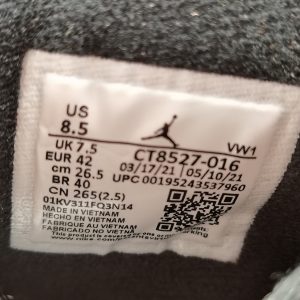 US
8.5
VW1
UK 7.5
CT8527-016
EUR 42
03/17/21 05/10/21
cm 26.5
UPC 00195243537960
BR 40
CN 265(2.5)
01KV311FQ3N14
MADE IN VIETNAM
HECHO EN VIETNAM
FABRIQUE AU VIETNAM
FABRICADO NO VIETNÃ